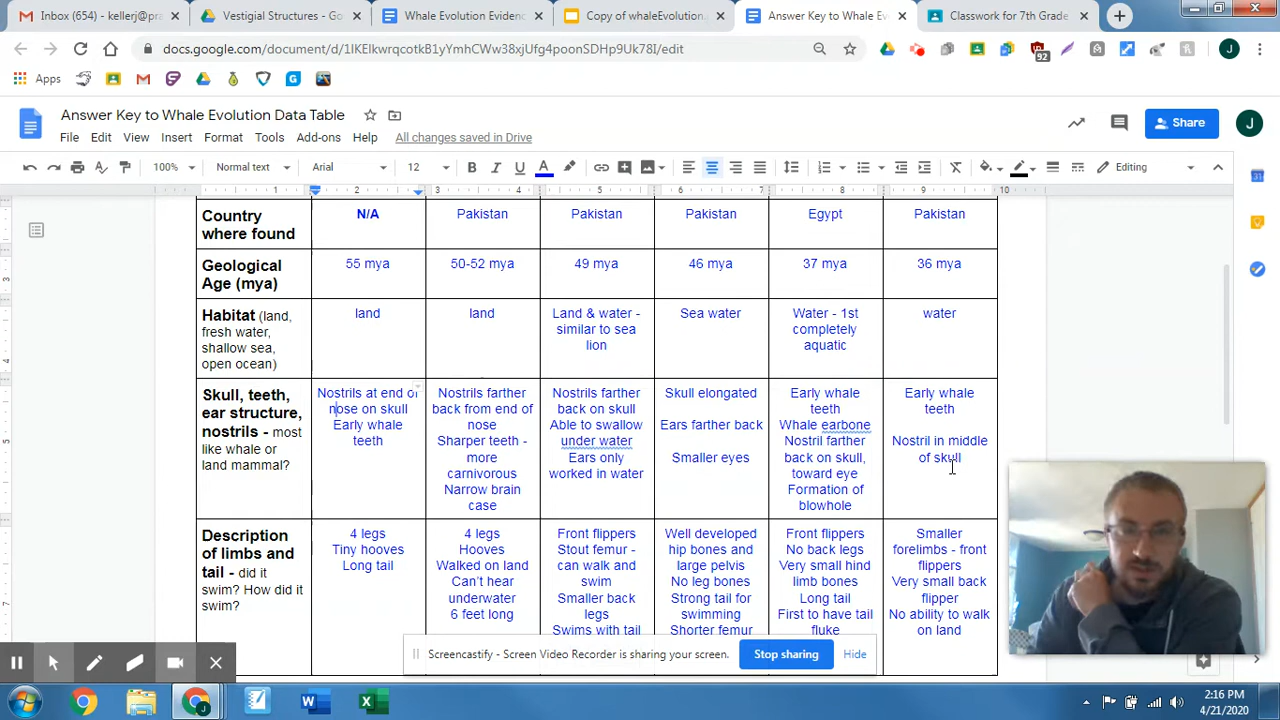 Inbox (654) - kellerj@pra
Vestigial Structures - Go
Whale Evolution Evidenc
Copy of whaleEvolution.
Answer Key to Whale Ev
Classwork for 7th Grade
docs.google.com/document/d/1IKEIkwrqcotkB1yYmhCWw38xjUfg4poonSDHp9Uk78I/edit
92
J
Apps
Answer Key to Whale Evolution Data Table
File Edit View Insert Format Tools Add-ons Help All changes saved in Drive
Share
J
100% Normal text Arial 12 B I U A Editing
1 2 3 4 5 6 7 8 9 10
Country
where found
N/A
Pakistan
Pakistan
Pakistan
Egypt
Pakistan
Geological
Age (mya)
55 mya
50-52 mya
49 mya
46 mya
37 mya
36 mya
Habitat (land,
fresh water,
shallow sea,
open ocean)
land
land
Land & water -
similar to sea
lion
Sea water
Water - 1st
completely
aquatic
water
Skull, teeth,
ear structure,
nostrils - most
like whale or
land mammal?
Nostrils at end of
nose on skull
Early whale
teeth
Nostrils farther
back from end of
nose
Sharper teeth -
more
carnivorous
Narrow brain
case
Nostrils farther
back on skull
Able to swallow
under water
Ears only
worked in water
Skull elongated
Ears farther back
Smaller eyes
Early whale
teeth
Whale earbone
Nostril farther
back on skull,
toward eye
Formation of
blowhole
Early whale
teeth
Nostril in middle
of skull
Description
of limbs and
tail - did it
swim? How did it
swim?
4 legs
Tiny hooves
Long tail
4 legs
Hooves
Walked on land
Can't hear
underwater
6 feet long
Front flippers
Stout femur -
can walk and
swim
Smaller back
legs
Swims with tail
Well developed
hip bones and
large pelvis
No leg bones
Strong tail for
swimming
Shorter femur
Front flippers
No back legs
Very small hind
limb bones
Long tail
First to have tail
fluke
Smaller
forelimbs - front
flippers
Very small back
flipper
No ability to walk
on land
Screencastify - Screen Video Recorder is sharing your screen.
Stop sharing
Hide
2:16 PM
4/21/2020